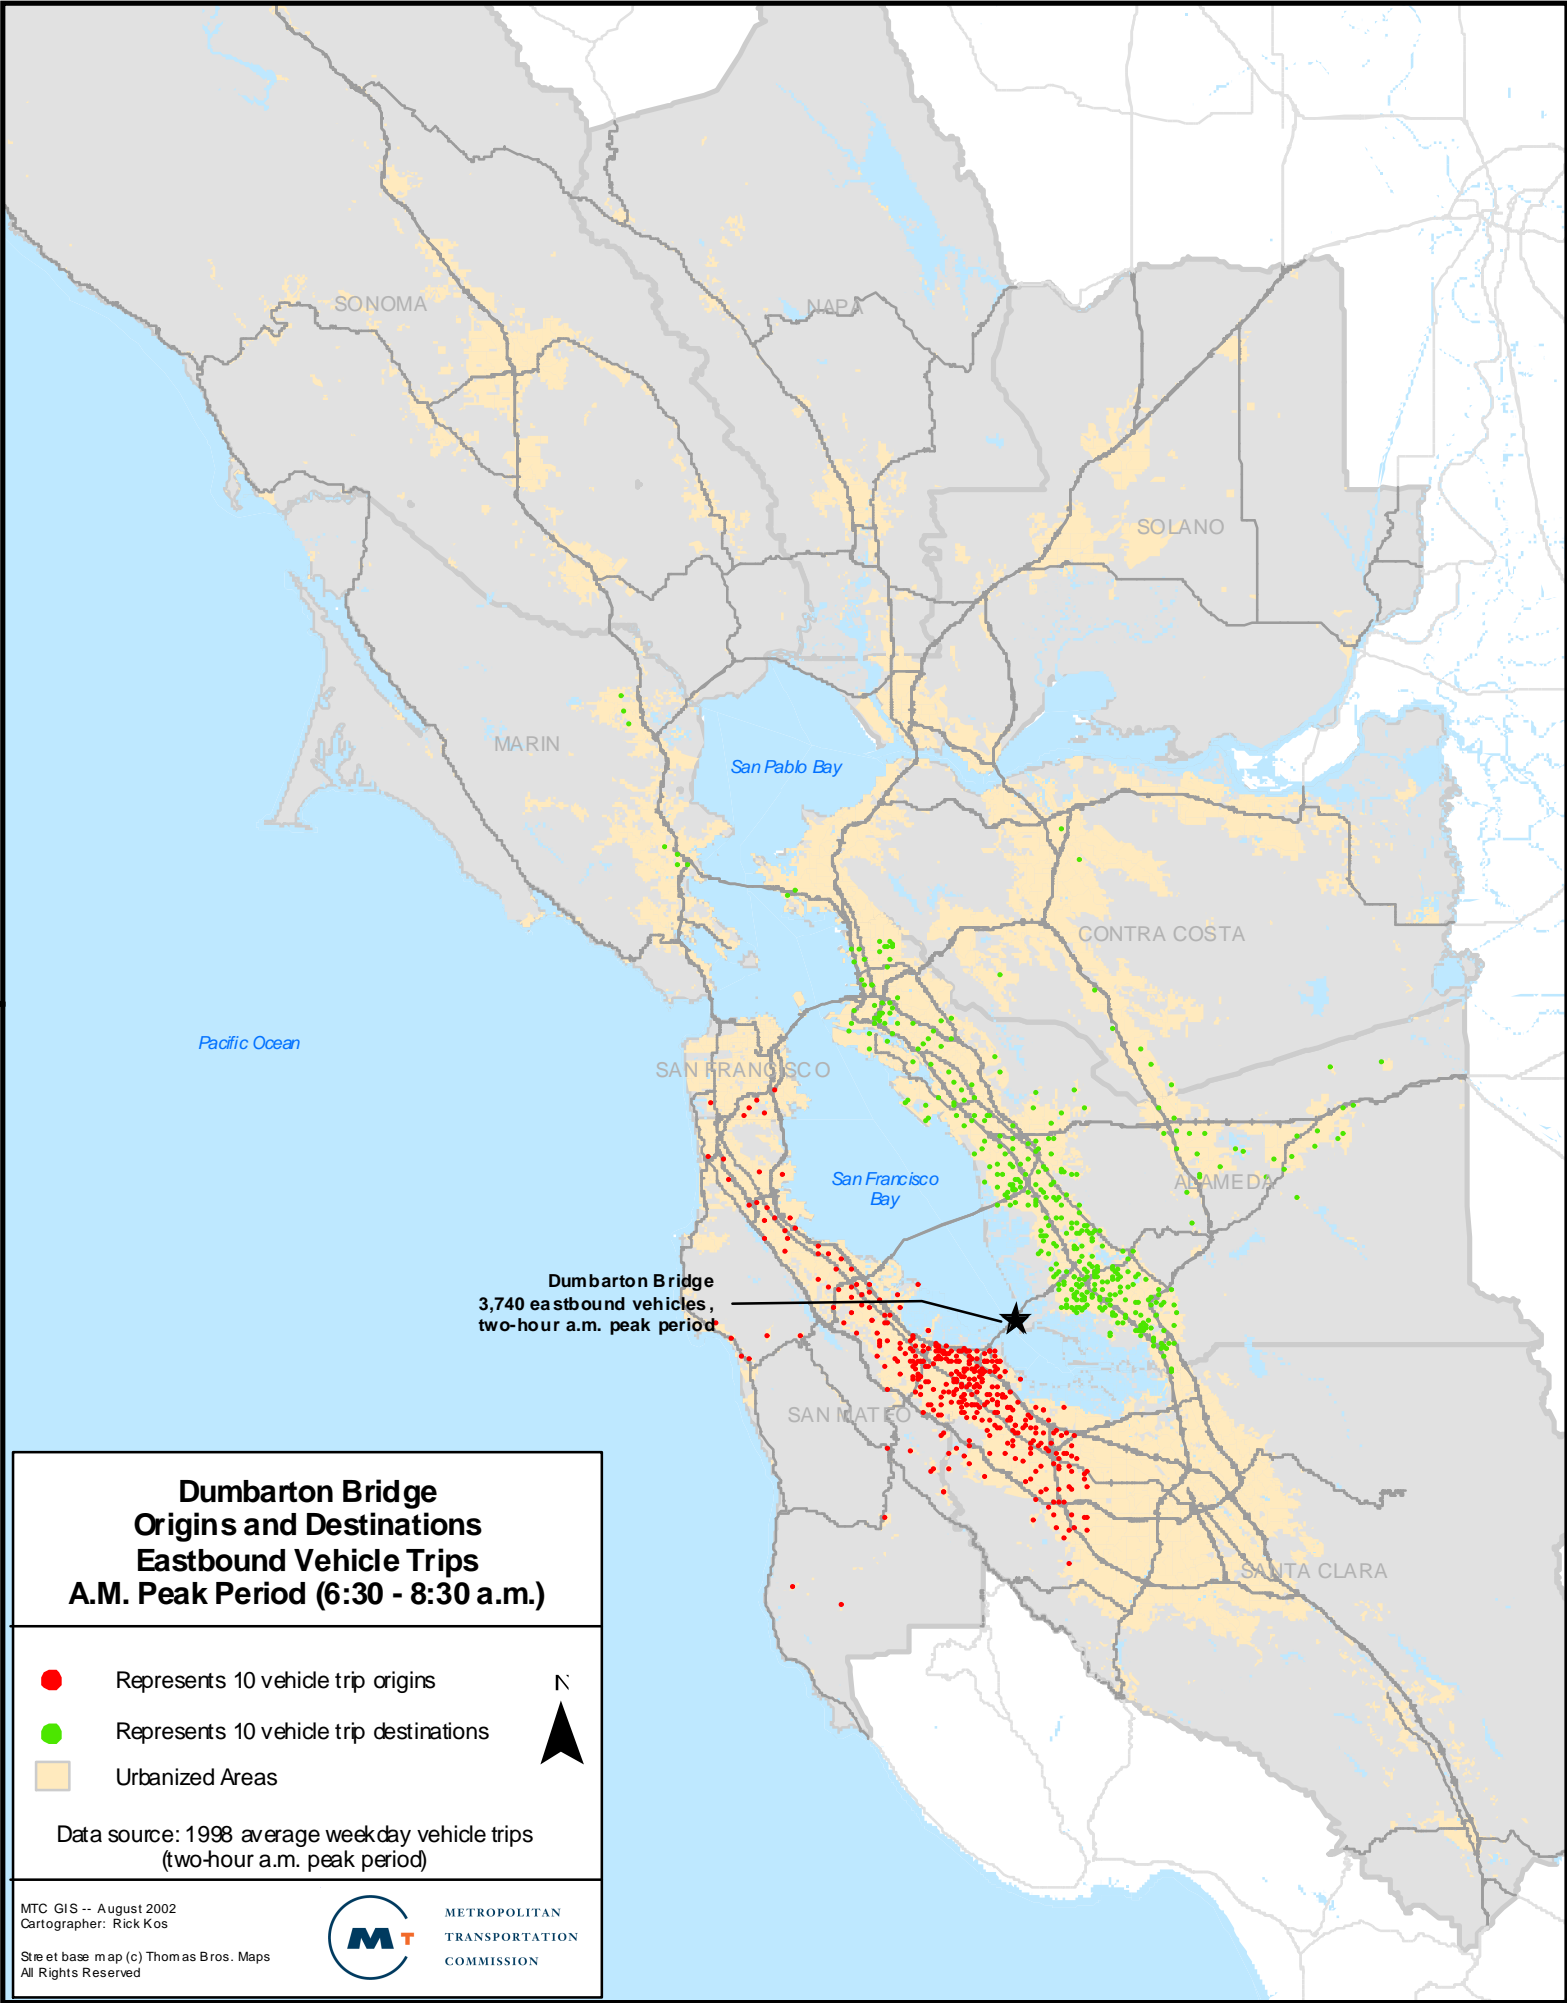 SONOMA
NAPA
SOLANO
MARIN
San Pablo Bay
CONTRA COSTA
Pacific Ocean
SAN FRANCISCO
San Francisco
Bay
ALAMEDA
Dumbarton Bridge
3,740 eastbound vehicles,
two-hour a.m. peak period
SAN MATEO
SANTA CLARA
Dumbarton Bridge
Origins and Destinations
Eastbound Vehicle Trips
A.M. Peak Period (6:30 - 8:30 a.m.)
Represents 10 vehicle trip origins
N
Represents 10 vehicle trip destinations
Urbanized Areas
Data source: 1998 average weekday vehicle trips
(two-hour a.m. peak period)
MTC GIS -- August 2002
Cartographer: Rick Kos
Street base map (c) Thomas Bros. Maps
All Rights Reserved
MT
METROPOLITAN
TRANSPORTATION
COMMISSION